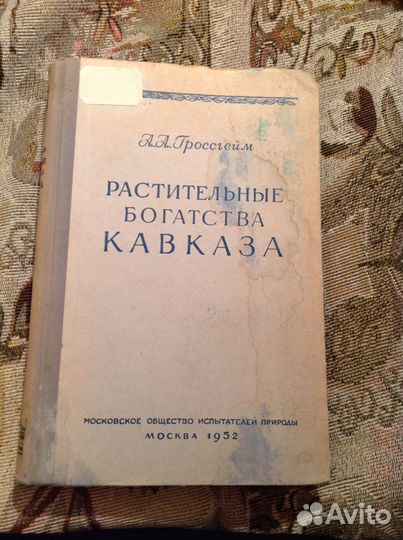 А.А.Гроссгейм
РАСТИТЕЛЬНЫЕ
БОГАТСТВА
КАВКАЗА
МОСКОВСКОЕ ОБЩЕСТВО ИСПЫТАТЕЛЕЙ ПРИРОДЫ
МОСКВА 1952
Avito